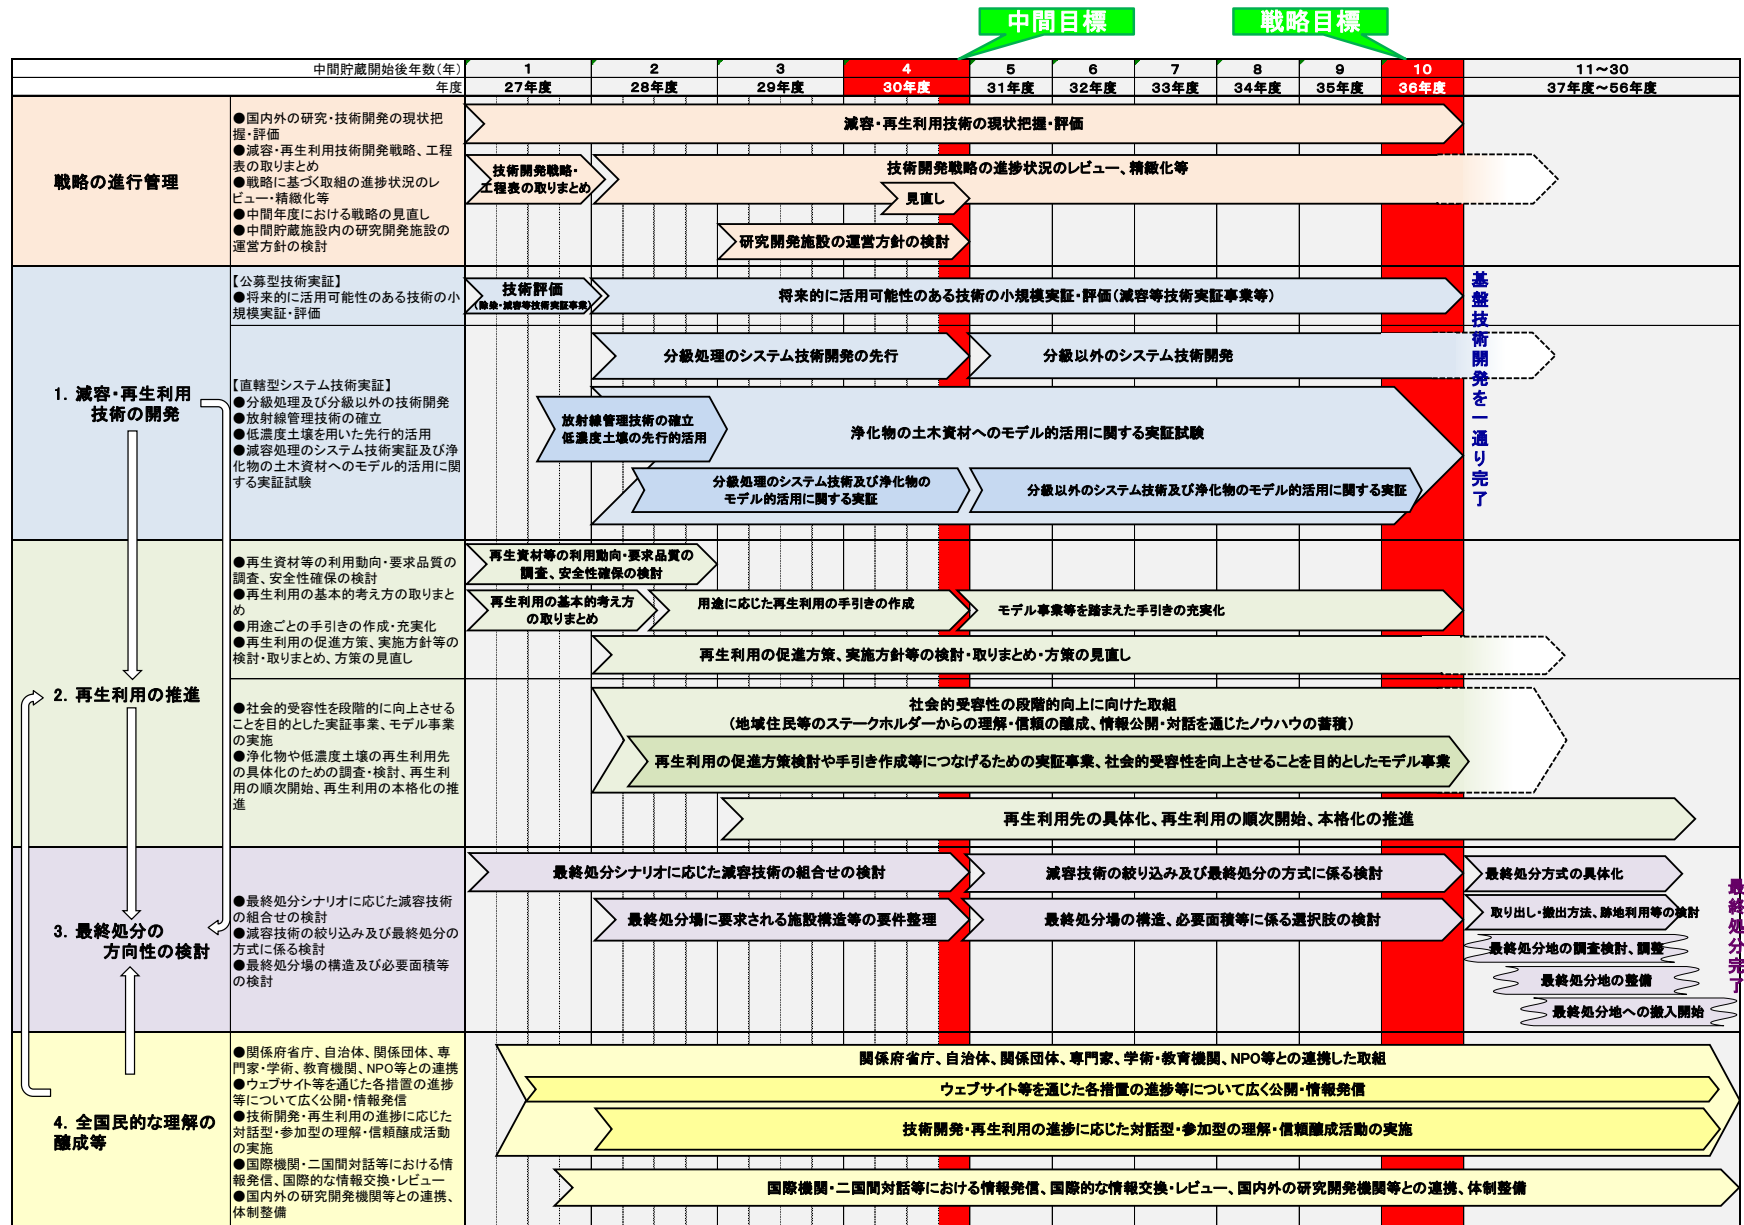 中間目標
戦略目標
中間貯蔵開始後年数(年)
1
2
3
4
5
6
7
8
9
10
11～30
年度
27年度
28年度
29年度
30年度
31年度
32年度
33年度
34年度
35年度
36年度
37年度～56年度
戦略の進行管理
●国内外の研究・技術開発の現状把
握・評価
●減容・再生利用技術開発戦略、工程
表の取りまとめ
●戦略に基づく取組の進捗状況のレ
ビュー・精緻化等
●中間年度における戦略の見直し
●中間貯蔵施設内の研究開発施設の
運営方針の検討
減容・再生利用技術の現状把握・評価
技術開発戦略・
工程表の取りまとめ
技術開発戦略の進捗状況のレビュー、精緻化等
見直し
研究開発施設の運営方針の検討
1. 減容・再生利用
技術の開発
【公募型技術実証】
●将来的に活用可能性のある技術の小
規模実証・評価
技術評価
(除染・減容等技術実証事業)
将来的に活用可能性のある技術の小規模実証・評価(減容等技術実証事業等)
【直轄型システム技術実証】
●分級処理及び分級以外の技術開発
●放射線管理技術の確立
●低濃度土壌を用いた先行的活用
●減容処理のシステム技術実証及び浄
化物の土木資材へのモデル的活用に関
する実証試験
分級処理のシステム技術開発の先行
分級以外のシステム技術開発
放射線管理技術の確立
低濃度土壌の先行的活用
浄化物の土木資材へのモデル的活用に関する実証試験
分級処理のシステム技術及び浄化物の
モデル的活用に関する実証
分級以外のシステム技術及び浄化物のモデル的活用に関する実証
基盤技術開発を一通り完了
2. 再生利用の推進
●再生資材等の利用動向・要求品質の
調査、安全性確保の検討
●再生利用の基本的考え方の取りまと
め
●用途ごとの手引きの作成・充実化
●再生利用の促進方策、実施方針等の
検討・取りまとめ、方策の見直し
再生資材等の利用動向・要求品質の
調査、安全性確保の検討
再生利用の基本的考え方
の取りまとめ
用途に応じた再生利用の手引きの作成
モデル事業等を踏まえた手引きの充実化
再生利用の促進方策、実施方針等の検討・取りまとめ・方策の見直し
●社会的受容性を段階的に向上させる
ことを目的とした実証事業、モデル事業
の実施
●浄化物や低濃度土壌の再生利用先
の具体化のための調査・検討、再生利
用の順次開始、再生利用の本格化の推
進
社会的受容性の段階的向上に向けた取組
(地域住民等のステークホルダーからの理解・信頼の醸成、情報公開・対話を通じたノウハウの蓄積)
再生利用の促進方策検討や手引き作成等につなげるための実証事業、社会的受容性を向上させることを目的としたモデル事業
再生利用先の具体化、再生利用の順次開始、本格化の推進
3. 最終処分の
方向性の検討
●最終処分シナリオに応じた減容技術
の組合せの検討
●減容技術の絞り込み及び最終処分の
方式に係る検討
●最終処分場の構造及び必要面積等
の検討
最終処分シナリオに応じた減容技術の組合せの検討
減容技術の絞り込み及び最終処分の方式に係る検討
最終処分方式の具体化
最終処分場に要求される施設構造等の要件整理
最終処分場の構造、必要面積等に係る選択肢の検討
取り出し・搬出方法、跡地利用等の検討
最終処分地の調査検討、調整
最終処分地の整備
最終処分地への搬入開始
最終処分完了
4. 全国民的な理解の
醸成等
●関係府省庁、自治体、関係団体、専
門家・学術、教育機関、NPO等との連携
●ウェブサイト等を通じた各措置の進捗
等について広く公開・情報発信
●技術開発・再生利用の進捗に応じた
対話型・参加型の理解・信頼醸成活動
の実施
●国際機関・二国間対話等における情
報発信、国際的な情報交換・レビュー
●国内外の研究開発機関等との連携、
体制整備
関係府省庁、自治体、関係団体、専門家、学術・教育機関、NPO等との連携した取組
ウェブサイト等を通じた各措置の進捗等について広く公開・情報発信
技術開発・再生利用の進捗に応じた対話型・参加型の理解・信頼醸成活動の実施
国際機関・二国間対話等における情報発信、国際的な情報交換・レビュー、国内外の研究開発機関等との連携、体制整備